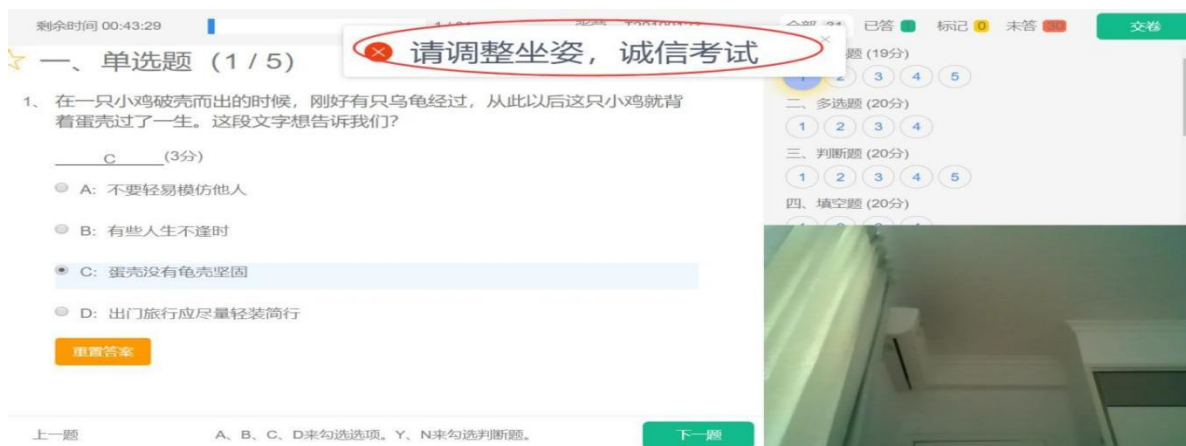 剩余时间 00:43:29
已答 1 标记 0 未答 30
交卷
请调整坐姿，诚信考试
×
一、单选题（1 / 5）
1、在一只小鸡破壳而出的时候，刚好有只乌龟经过，从此以后这只小鸡就背
着蛋壳过了一生。这段文字想告诉我们？
C (3分)
A: 不要轻易模仿他人
B: 有些人生不逢时
C: 蛋壳没有龟壳坚固
D: 出门旅行应尽量轻装简行
重置答案
上一题
A、B、C、D来勾选选项。Y、N来勾选判断题。
下一题
题 (19分)
1 2 3 4 5
二、多选题 (20分)
1 2 3 4
三、判断题 (20分)
1 2 3 4 5
四、填空题 (20分)